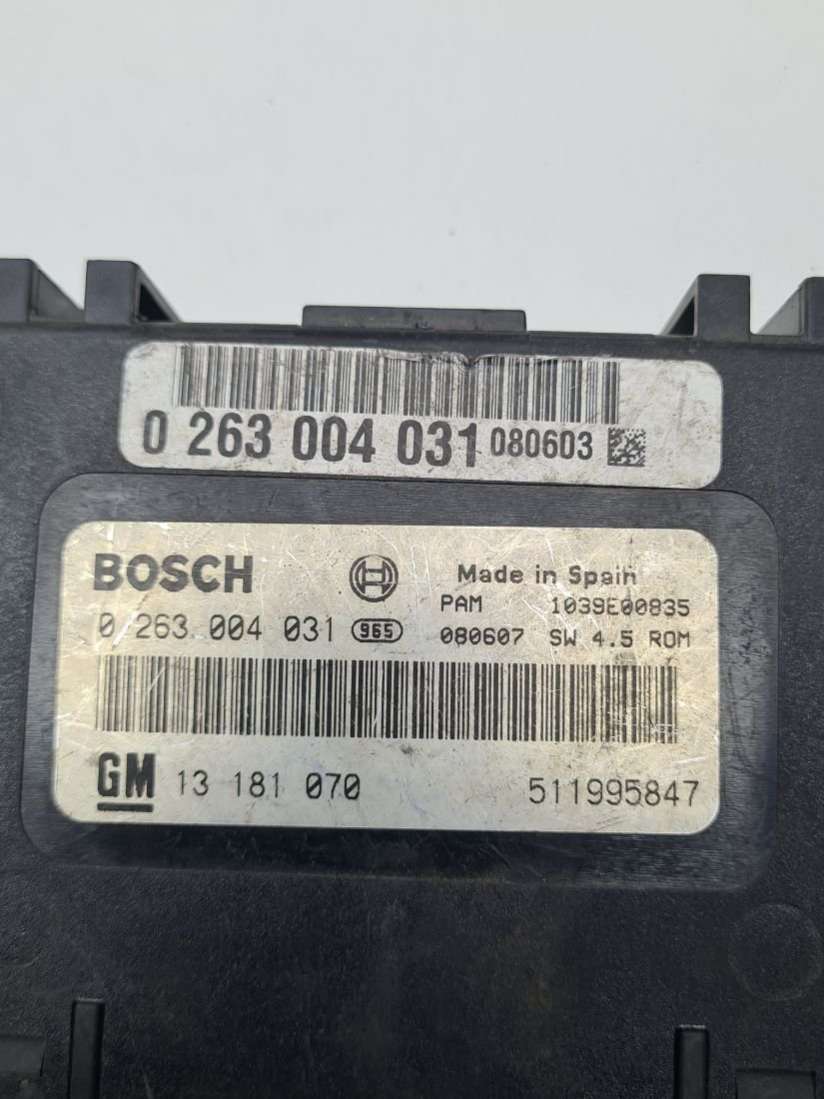 0 263 004 031 080603
BOSCH Made in Spain
PAM 1039E00835
0 263 004 031 965 080607 SW 4.5 ROM
GM 13 181 070 511995847